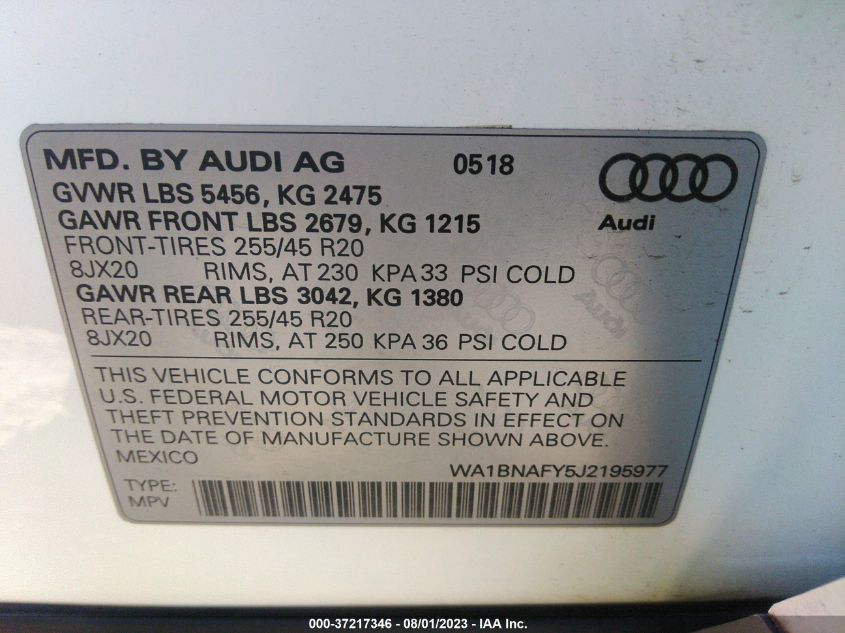 MFD. BY AUDI AG 0518
Audi
GVWR LBS 5456, KG 2475
GAWR FRONT LBS 2679, KG 1215
FRONT-TIRES 255/45 R20
8JX20 RIMS, AT 230 KPA 33 PSI COLD
GAWR REAR LBS 3042, KG 1380
REAR-TIRES 255/45 R20
8JX20 RIMS, AT 250 KPA 36 PSI COLD
THIS VEHICLE CONFORMS TO ALL APPLICABLE
U.S. FEDERAL MOTOR VEHICLE SAFETY AND
THEFT PREVENTION STANDARDS IN EFFECT ON
THE DATE OF MANUFACTURE SHOWN ABOVE.
MEXICO
WA1BNAFY5J2195977
TYPE:
MPV
000-37217346 - 08/01/2023 - IAA Inc.